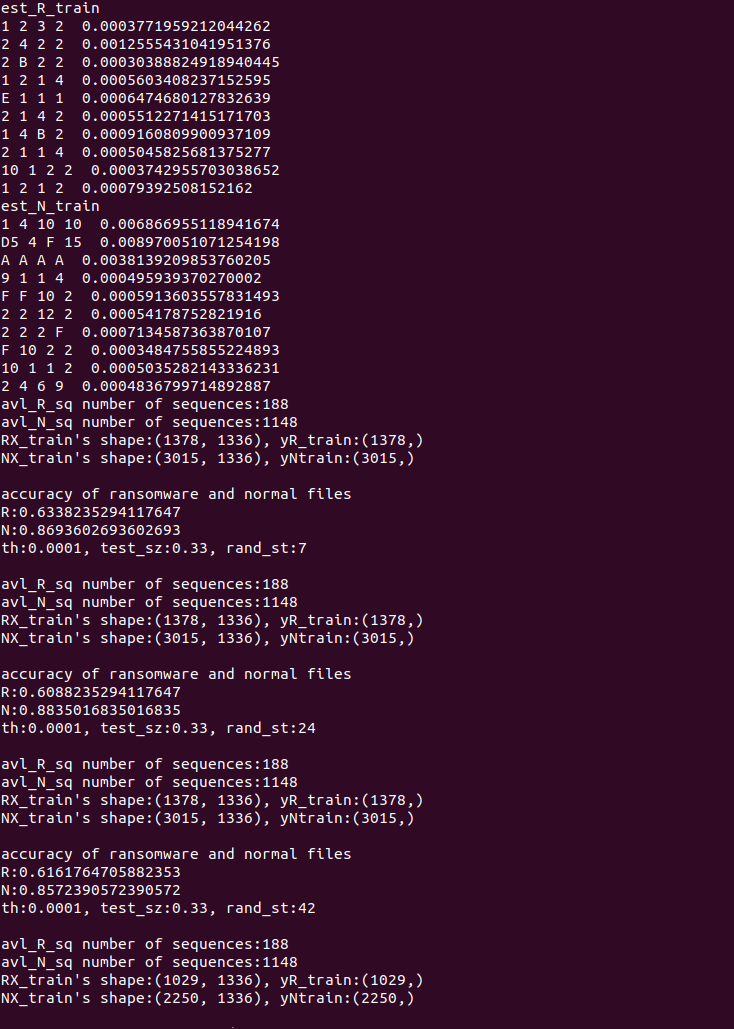 est_R_train
1 2 3 2  0.0003771959212044262
2 4 2 2  0.0012555431041951376
2 B 2 2  0.00030388824918940445
1 2 1 4  0.0005603408237152595
E 1 1 1  0.0006474680127832639
2 1 4 2  0.0005512271415171703
1 4 B 2  0.0009160809900937109
2 1 1 4  0.0005045825681375277
10 1 2 2  0.0003742955703038652
1 2 1 2  0.00079392508152162
est_N_train
1 4 10 10  0.006866955118941674
D5 4 F 15  0.008970051071254198
A A A A  0.0038139209853760205
9 1 1 4  0.000495939370270002
F F 10 2  0.0005913603557831493
2 2 12 2  0.00054178752821916
2 2 2 F  0.0007134587363870107
F 10 2 2  0.0003484755855224893
10 1 1 2  0.0005035282143336231
2 4 6 9  0.0004836799714892887
avl_R_sq number of sequences:188
avl_N_sq number of sequences:1148
RX_train's shape:(1378, 1336), yR_train:(1378,)
NX_train's shape:(3015, 1336), yNtrain:(3015,)
accuracy of ransomware and normal files
R:0.6338235294117647
N:0.8693602693602693
th:0.0001, test_sz:0.33, rand_st:7
avl_R_sq number of sequences:188
avl_N_sq number of sequences:1148
RX_train's shape:(1378, 1336), yR_train:(1378,)
NX_train's shape:(3015, 1336), yNtrain:(3015,)
accuracy of ransomware and normal files
R:0.6088235294117647
N:0.8835016835016835
th:0.0001, test_sz:0.33, rand_st:24
avl_R_sq number of sequences:188
avl_N_sq number of sequences:1148
RX_train's shape:(1378, 1336), yR_train:(1378,)
NX_train's shape:(3015, 1336), yNtrain:(3015,)
accuracy of ransomware and normal files
R:0.6161764705882353
N:0.8572390572390572
th:0.0001, test_sz:0.33, rand_st:42
avl_R_sq number of sequences:188
avl_N_sq number of sequences:1148
RX_train's shape:(1029, 1336), yR_train:(1029,)
NX_train's shape:(2250, 1336), yNtrain:(2250,)